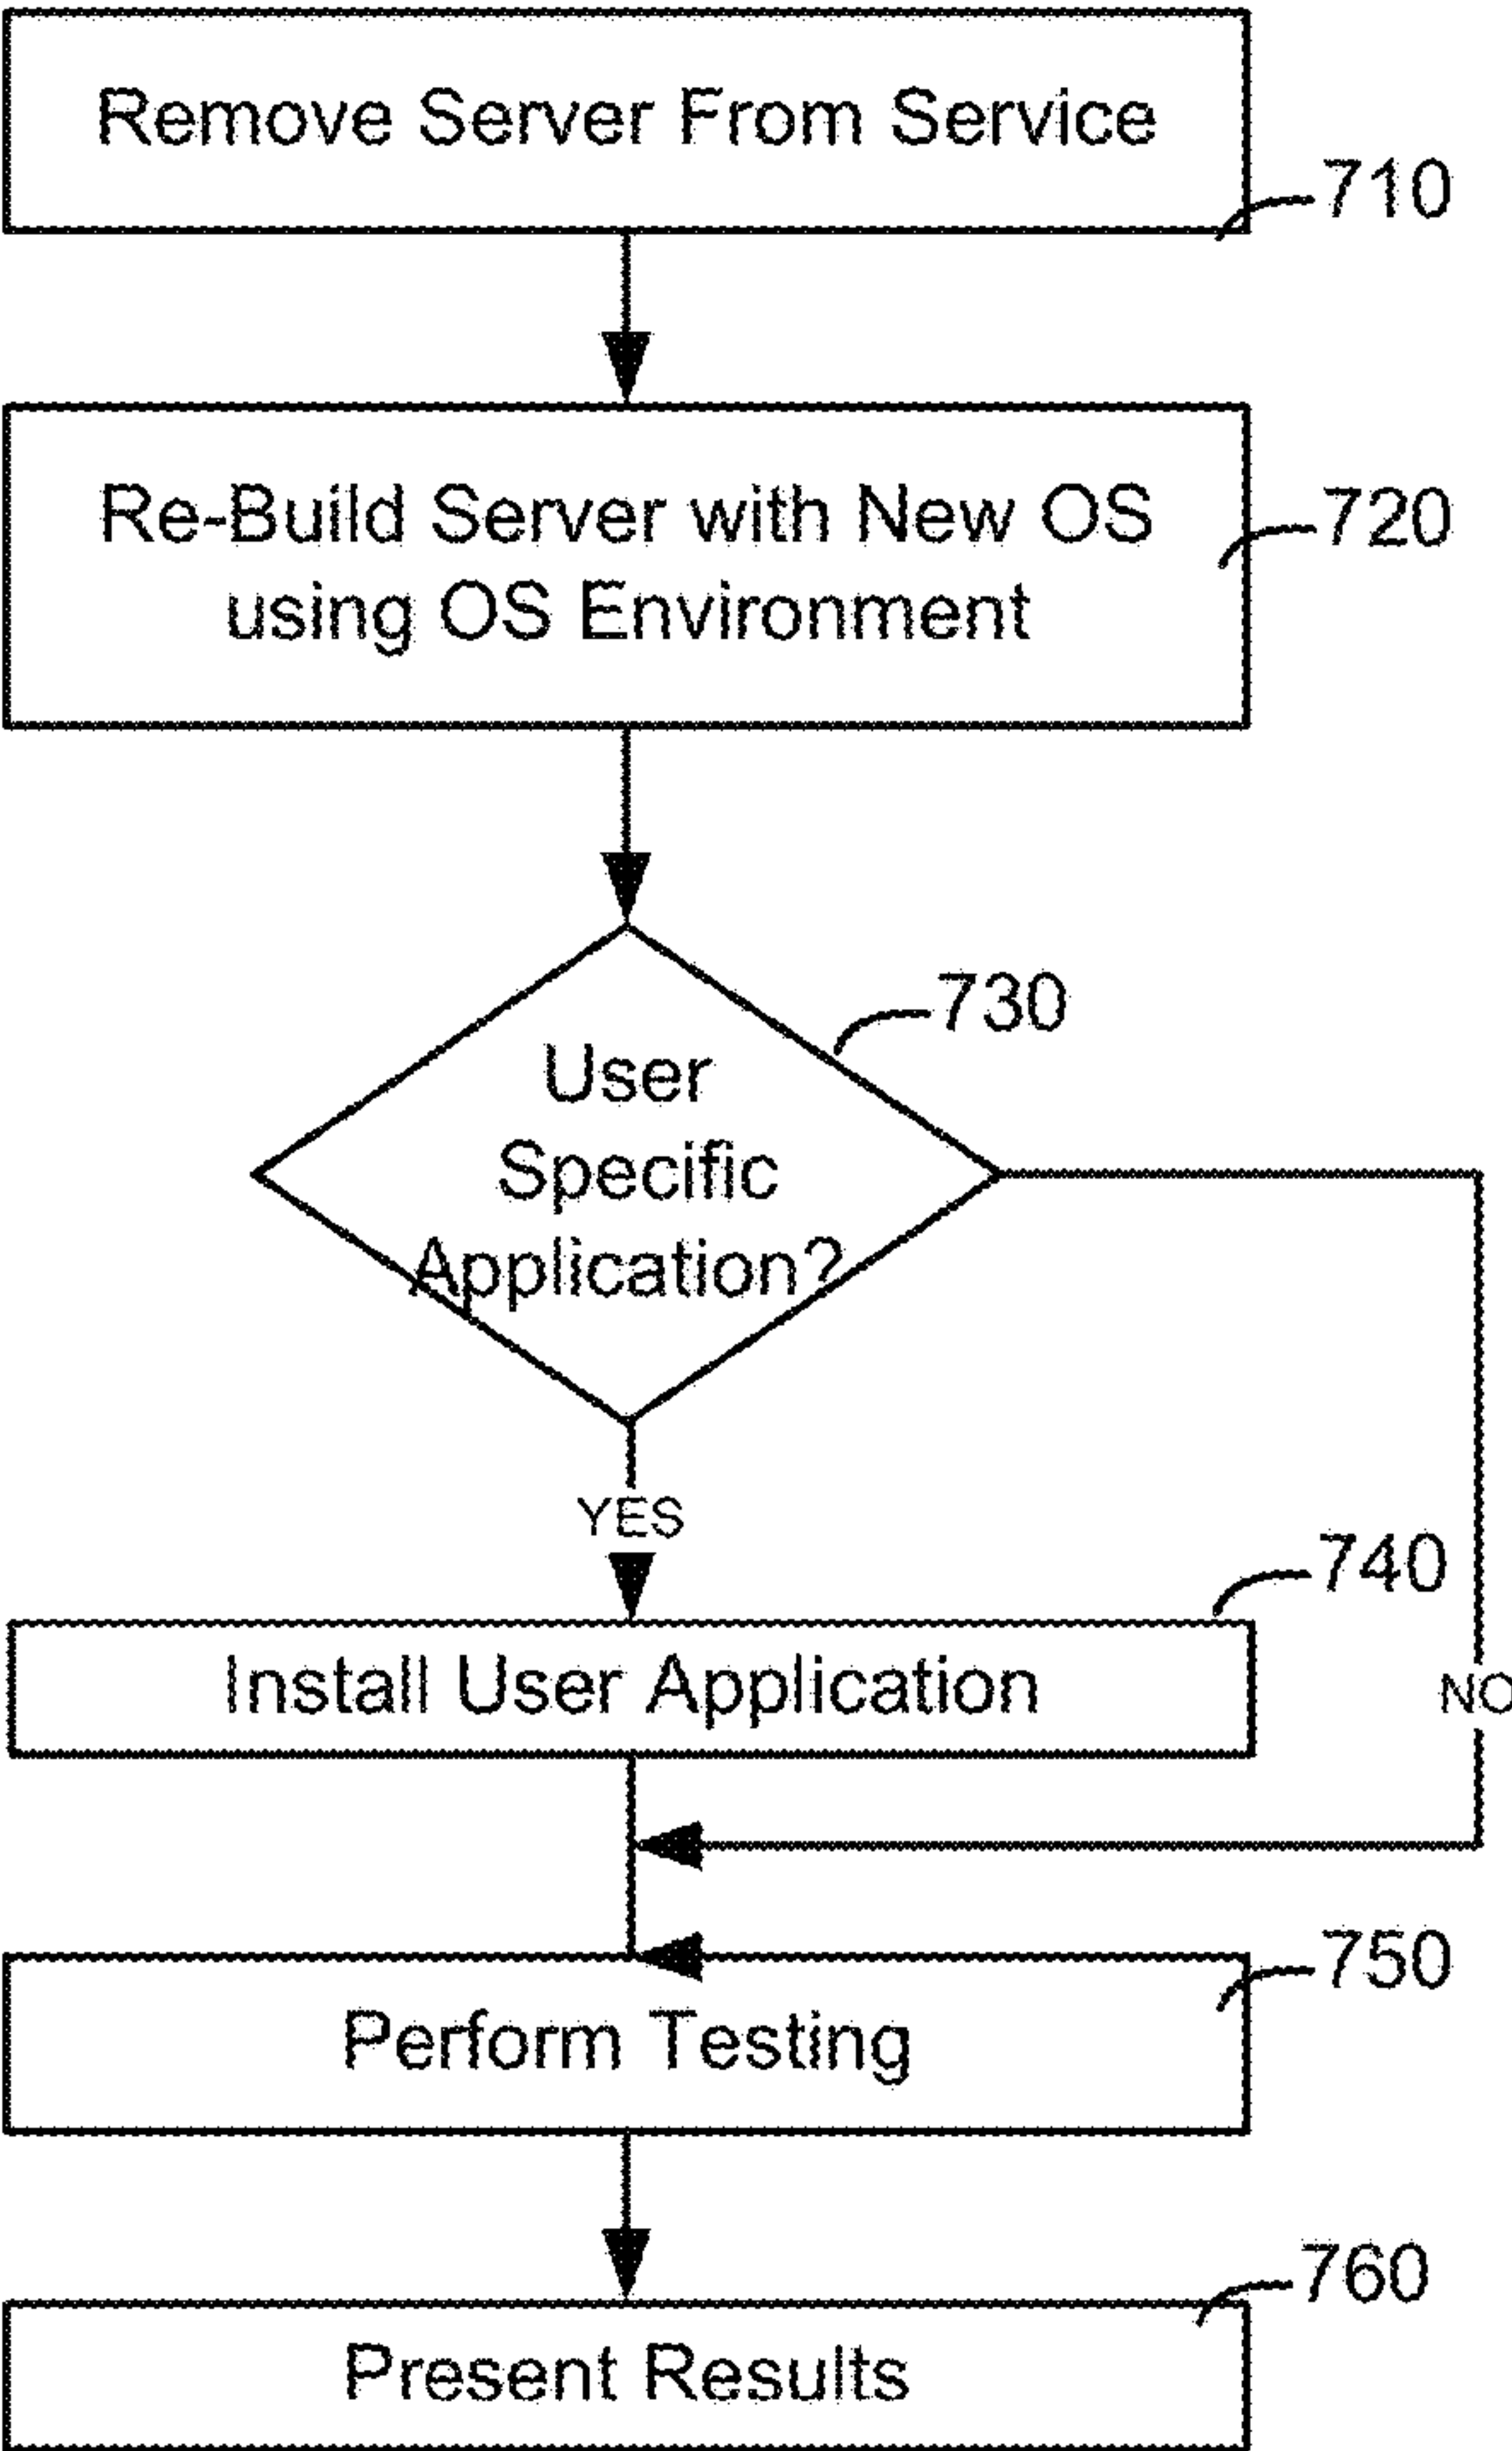 Remove Server From Service
710
Re-Build Server with New OS
using OS Environment
720
730
User
Specific
Application?
YES
740
Install User Application
NO
750
Perform Testing
760
Present Results